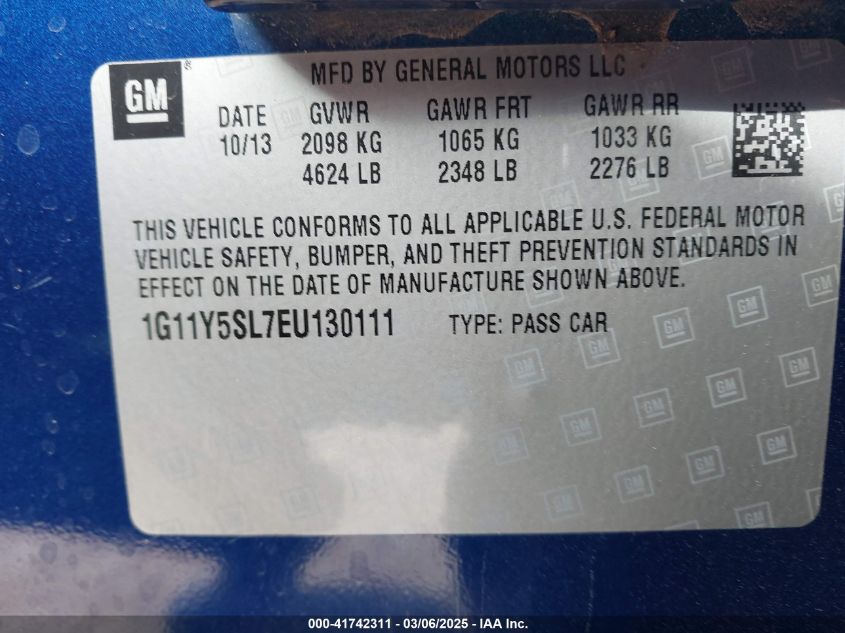 GM ®
MFD BY GENERAL MOTORS LLC
DATE GVWR GAWR FRT GAWR RR
10/13 2098 KG 1065 KG 1033 KG
4624 LB 2348 LB 2276 LB
THIS VEHICLE CONFORMS TO ALL APPLICABLE U.S. FEDERAL MOTOR
VEHICLE SAFETY, BUMPER, AND THEFT PREVENTION STANDARDS IN
EFFECT ON THE DATE OF MANUFACTURE SHOWN ABOVE.
1G11Y5SL7EU130111 TYPE: PASS CAR
000-41742311 - 03/06/2025 - IAA Inc.